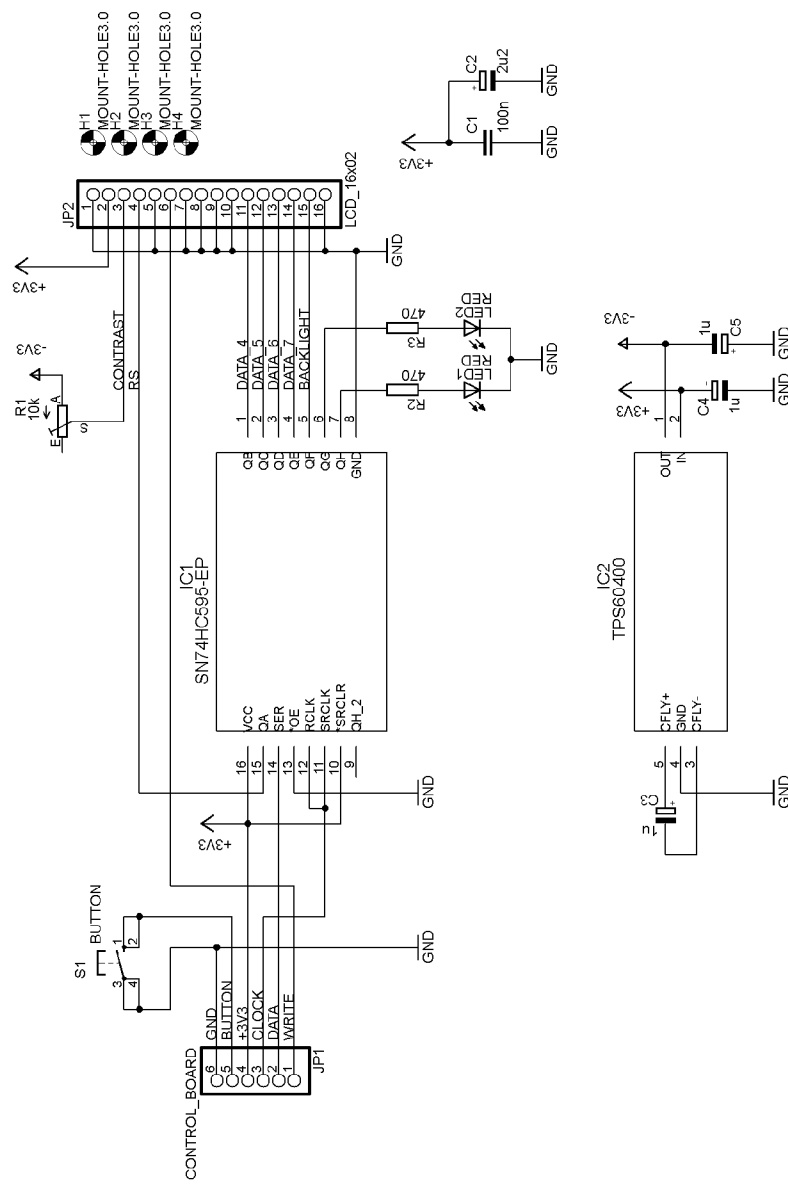 H1
MOUNT-HOLE3.0
H2
MOUNT-HOLE3.0
H3
MOUNT-HOLE3.0
H4
MOUNT-HOLE3.0
JP2
1
2
3
4
5
6
7
8
9
10
11
12
13
14
15
16
LCD_16x02
+3V3
C1
100n
GND
C2
2u2
GND
+3V3
-3V3
R1
10k
A
E
S
CONTRAST
RS
DATA_4
DATA_5
DATA_6
DATA_7
BACKLIGHT
GND
R3
470
LED2
RED
R2
470
LED1
RED
GND
1
2
3
4
5
6
7
8
QB
QC
QD
QE
QF
QG
QH
GND
IC1
SN74HC595-EP
VCC
QA
SER
*OE
RCLK
SRCLK
*SRCLR
QH_2
16
15
14
13
12
11
10
9
GND
+3V3
S1
BUTTON
3
4
1
2
GND
GND
BUTTON
+3V3
CLOCK
DATA
WRITE
6
5
4
3
2
1
CONTROL_BOARD
JP1
-3V3
+3V3
1u
C5
GND
C4
1u
GND
1
2
OUT
IN
IC2
TPS60400
CFLY+
GND
CFLY-
5
4
3
C3
1u
GND